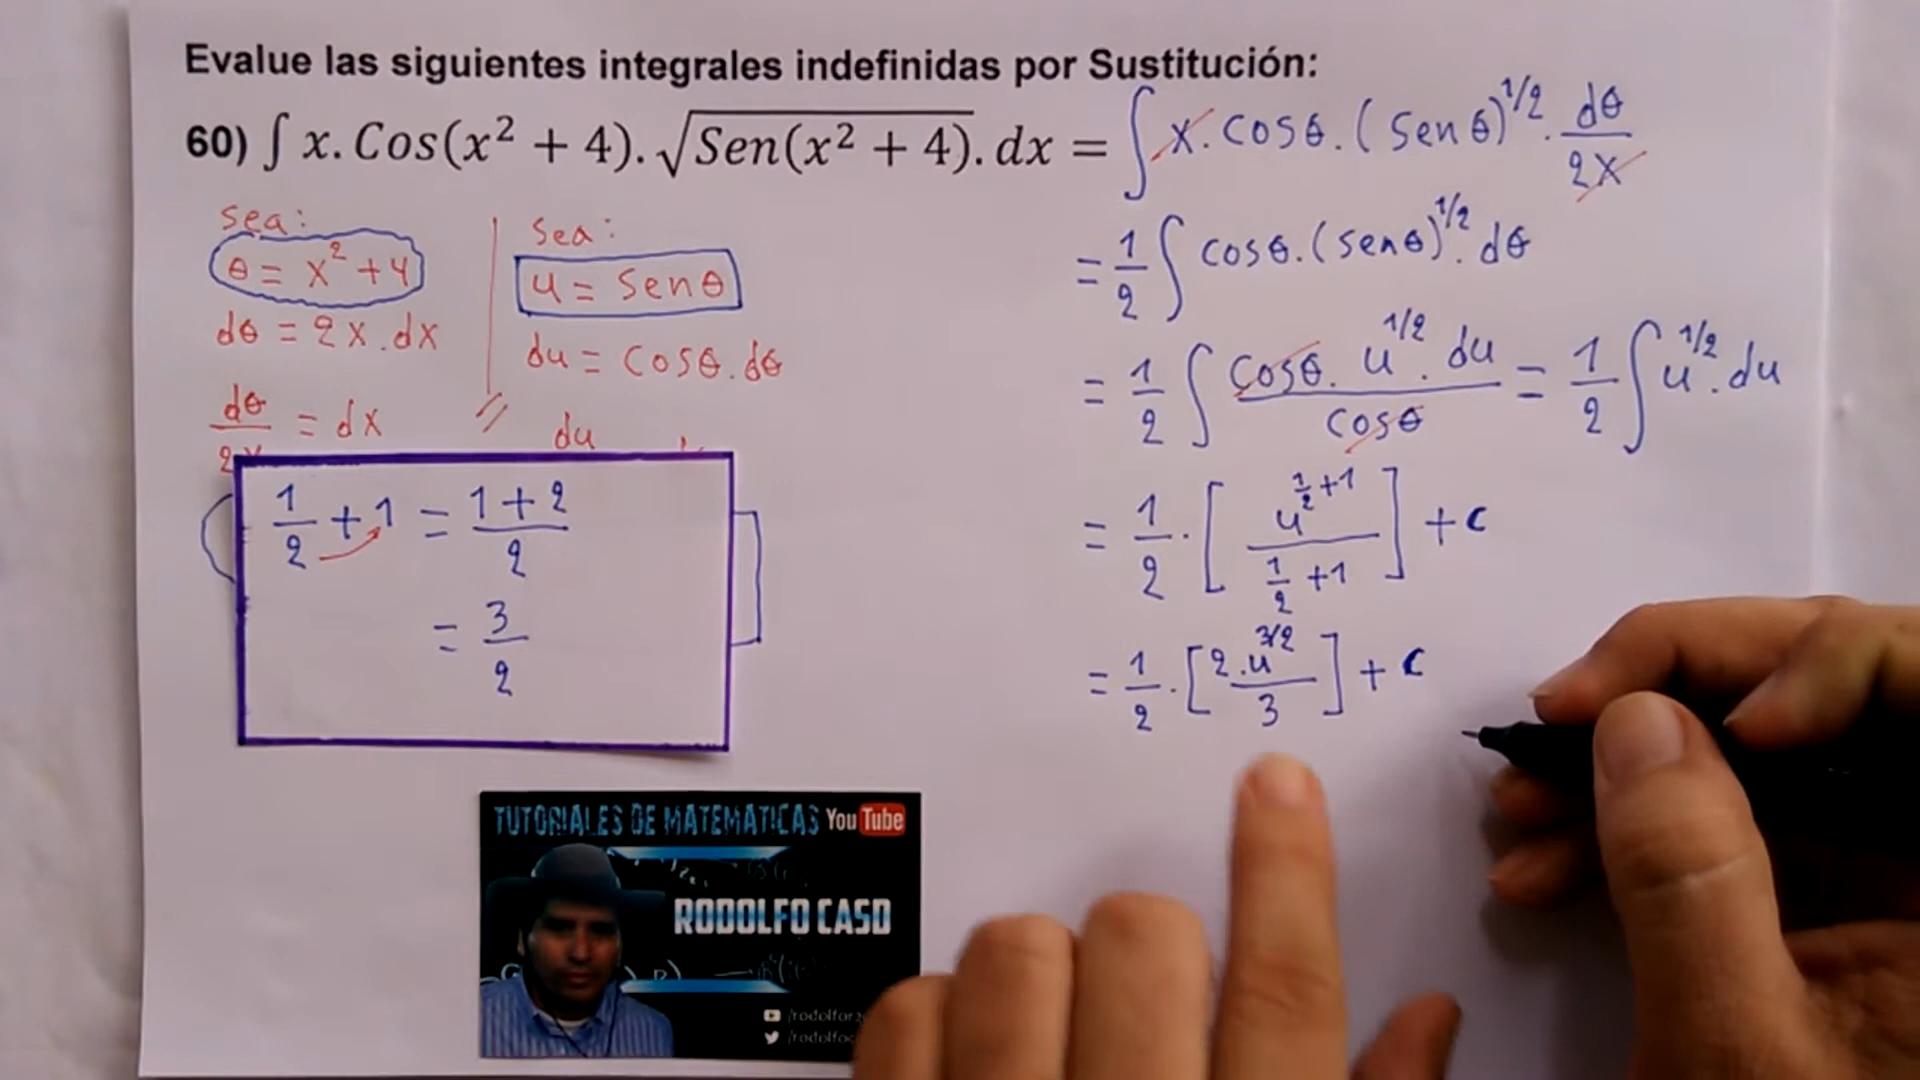 Evalue las siguientes integrales indefinidas por Sustitución:
60) ∫ x. Cos(x² + 4). √Sen(x² + 4). dx = ∫ x. cosθ. (senθ)^1/2 . dθ/2x
sea:
θ = x² + 4
dθ = 2x.dx
dθ/2x = dx
sea:
u = senθ
du = cosθ.dθ
du
= 1/2 ∫ cosθ. (senθ)^1/2 . dθ
= 1/2 ∫ cosθ. u^1/2 . du / cosθ = 1/2 ∫ u^1/2 . du
= 1/2 . [u^(1/2 + 1) / (1/2 + 1)] + c
= 1/2 . [2.u^3/2 / 3] + c
1/2 + 1 = (1+2)/2
= 3/2
TUTORIALES DE MATEMATICAS YouTube
RODOLFO CASO